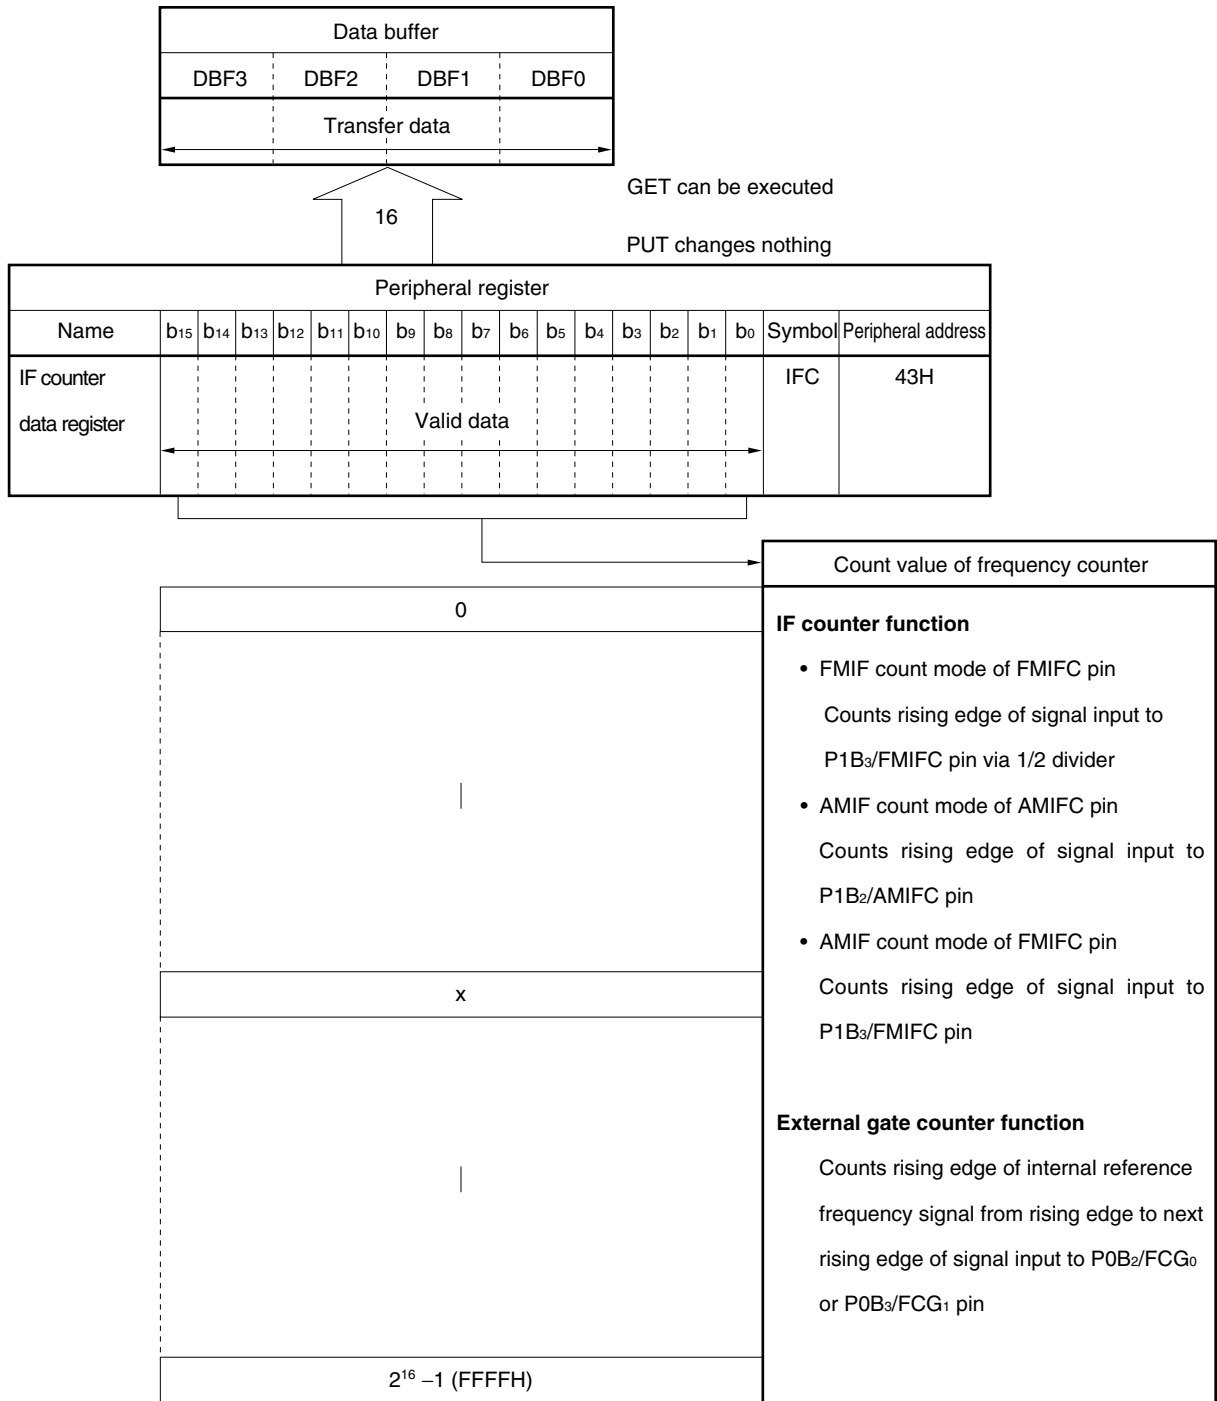 Data buffer
DBF3 DBF2 DBF1 DBF0
Transfer data
16
GET can be executed
PUT changes nothing
Peripheral register
Name b15 b14 b13 b12 b11 b10 b9 b8 b7 b6 b5 b4 b3 b2 b1 b0 Symbol Peripheral address
IF counter IFC 43H
data register Valid data
Count value of frequency counter
0
IF counter function
• FMIF count mode of FMIFC pin
Counts rising edge of signal input to
P1B3/FMIFC pin via 1/2 divider
• AMIF count mode of AMIFC pin
Counts rising edge of signal input to
P1B2/AMIFC pin
• AMIF count mode of FMIFC pin
Counts rising edge of signal input to
P1B3/FMIFC pin
x
External gate counter function
Counts rising edge of internal reference
frequency signal from rising edge to next
rising edge of signal input to P0B2/FCG0
or P0B3/FCG1 pin
2^16 –1 (FFFFH)